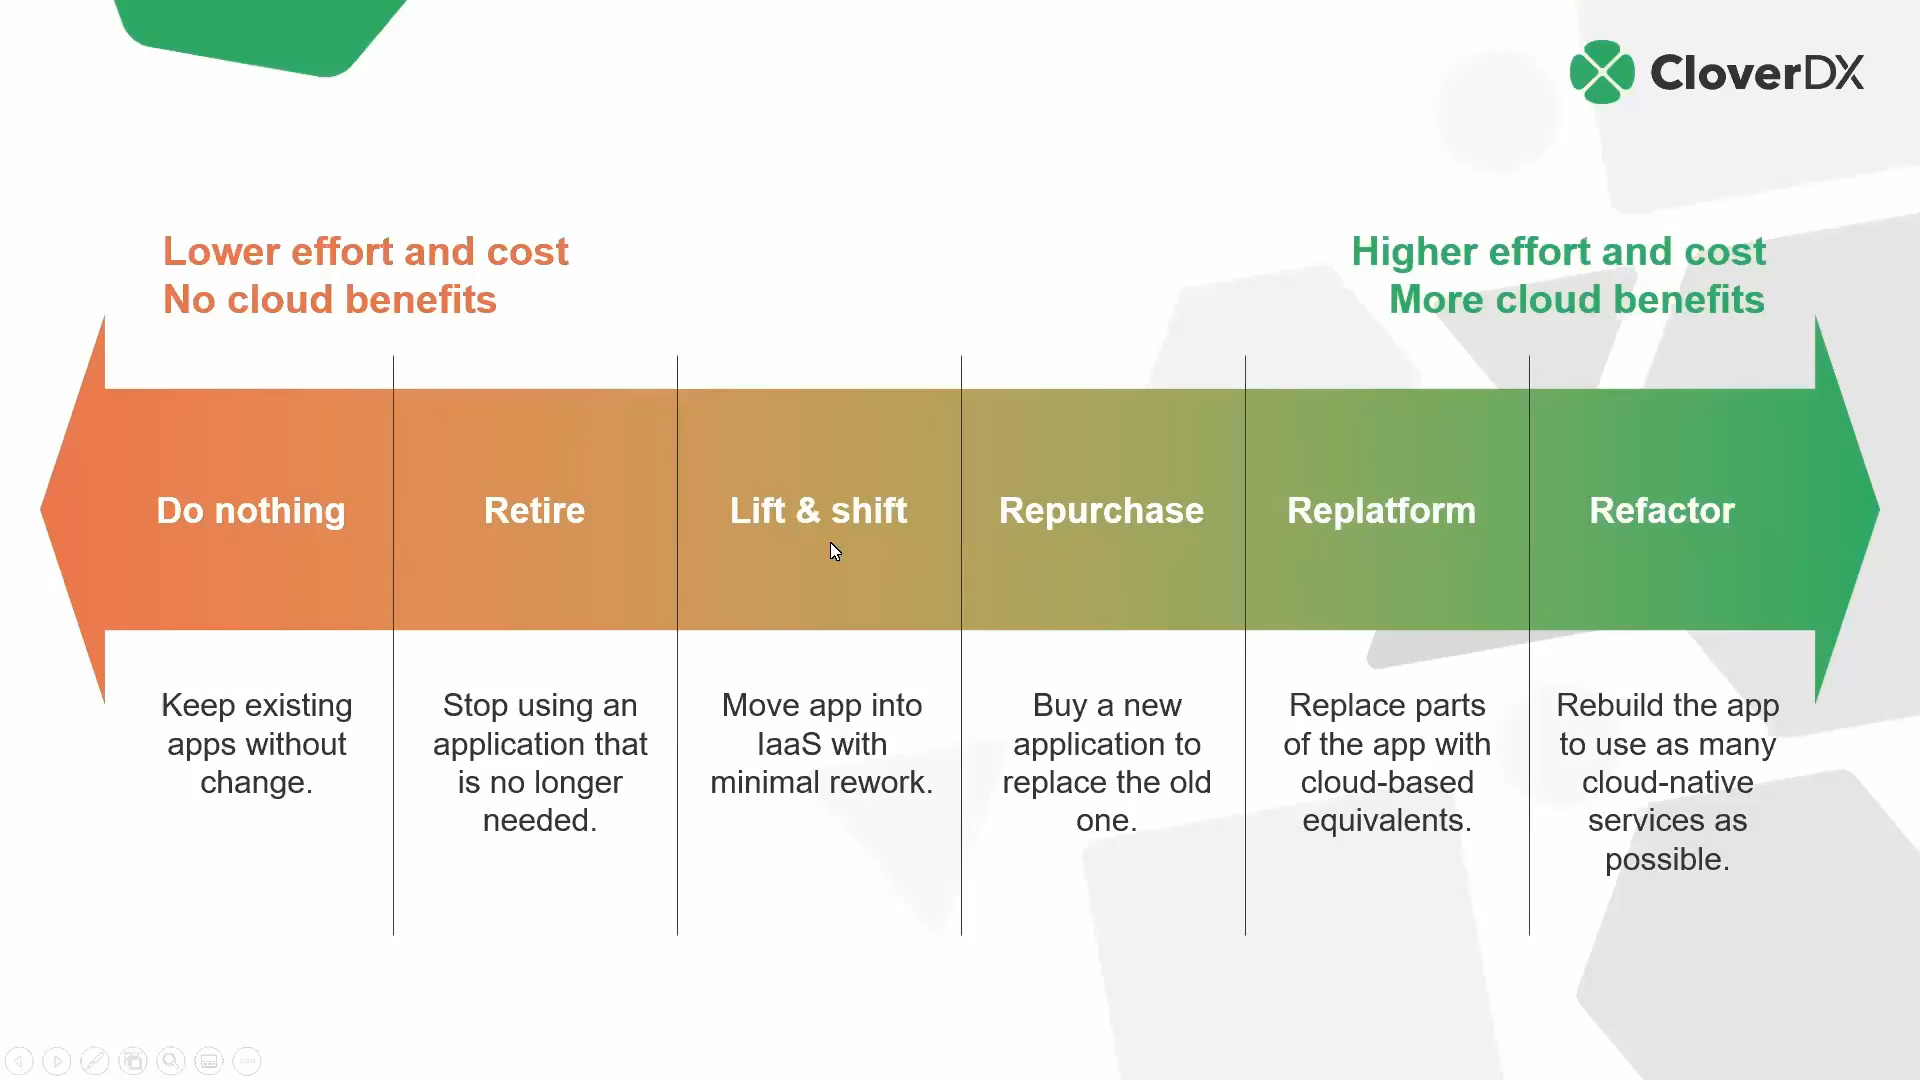 CloverDX
Lower effort and cost
No cloud benefits
Higher effort and cost
More cloud benefits
Do nothing
Retire
Lift & shift
Repurchase
Replatform
Refactor
Keep existing
apps without
change.
Stop using an
application that
is no longer
needed.
Move app into
IaaS with
minimal rework.
Buy a new
application to
replace the old
one.
Replace parts
of the app with
cloud-based
equivalents.
Rebuild the app
to use as many
cloud-native
services as
possible.